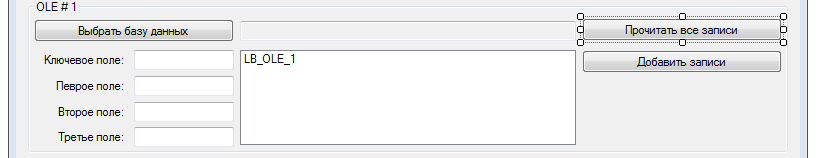 OLE # 1
Выбрать базу данных
Прочитать все записи
Ключевое поле:
LB_OLE_1
Добавить записи
Певрое поле:
Второе поле:
Третье поле: